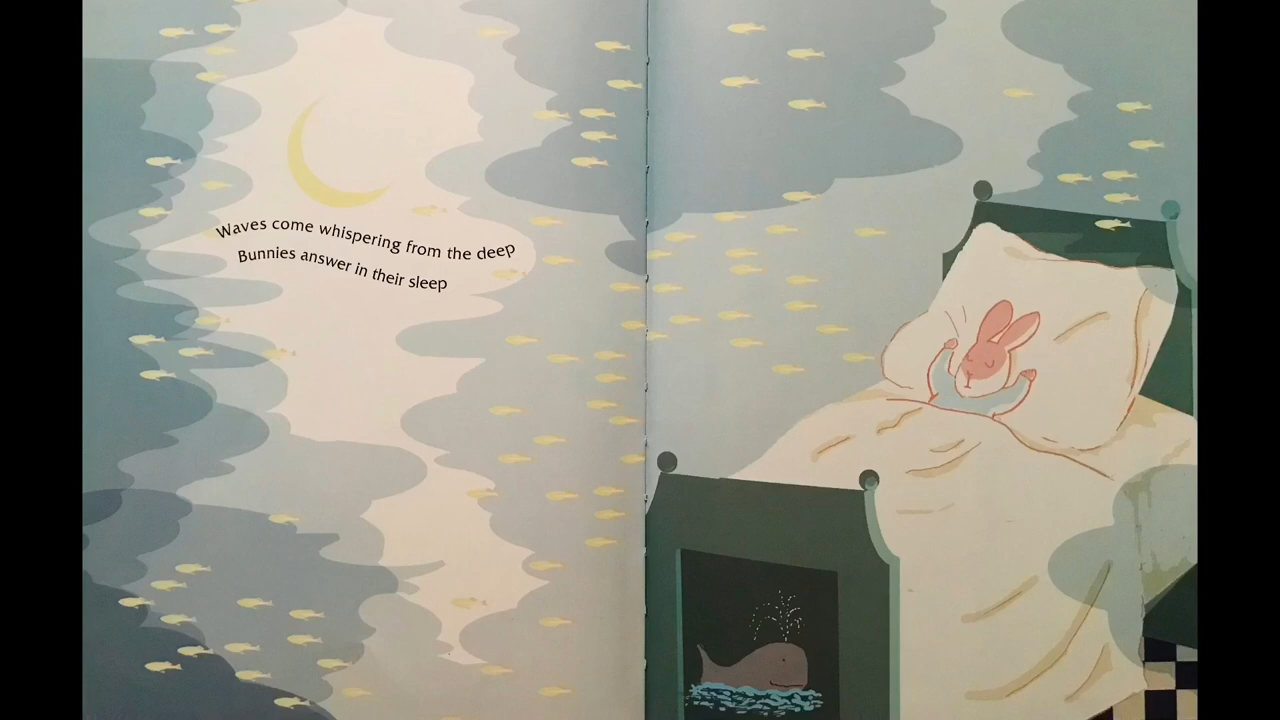 Waves come whispering from the deep
Bunnies answer in their sleep